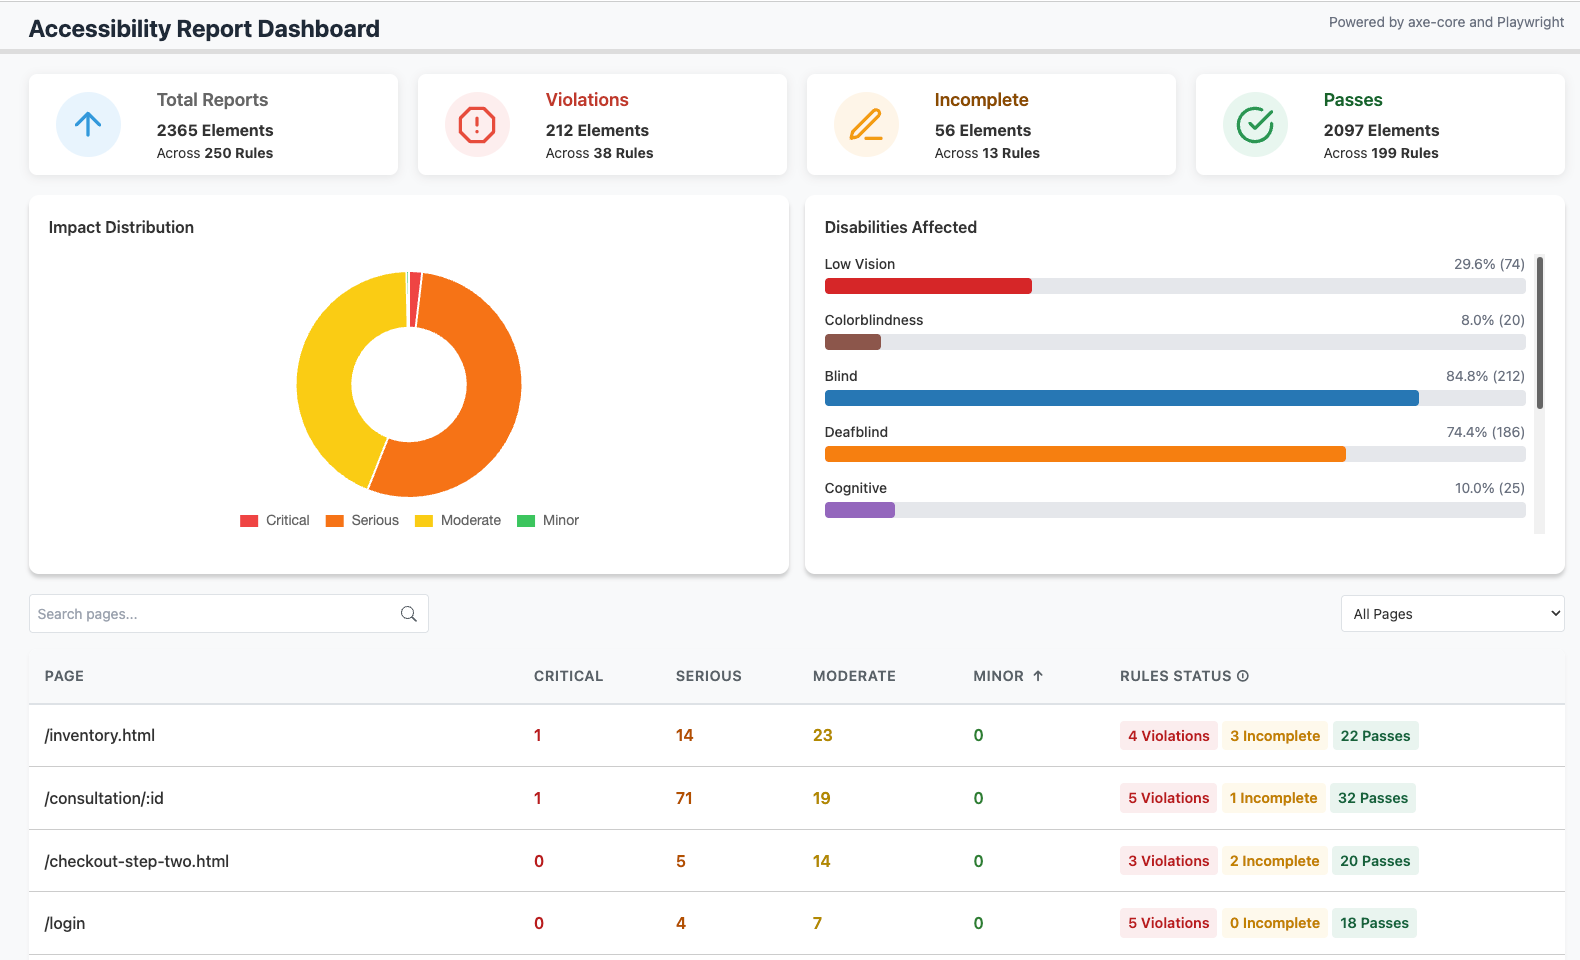 Accessibility Report Dashboard
Powered by axe-core and Playwright
Total Reports
2365 Elements
Across 250 Rules
Violations
212 Elements
Across 38 Rules
Incomplete
56 Elements
Across 13 Rules
Passes
2097 Elements
Across 199 Rules
Impact Distribution
Critical Serious Moderate Minor
Disabilities Affected
Low Vision 29.6% (74)
Colorblindness 8.0% (20)
Blind 84.8% (212)
Deafblind 74.4% (186)
Cognitive 10.0% (25)
Search pages...
All Pages
PAGE CRITICAL SERIOUS MODERATE MINOR ↑ RULES STATUS
/inventory.html 1 14 23 0 4 Violations 3 Incomplete 22 Passes
/consultation/:id 1 71 19 0 5 Violations 1 Incomplete 32 Passes
/checkout-step-two.html 0 5 14 0 3 Violations 2 Incomplete 20 Passes
/login 0 4 7 0 5 Violations 0 Incomplete 18 Passes